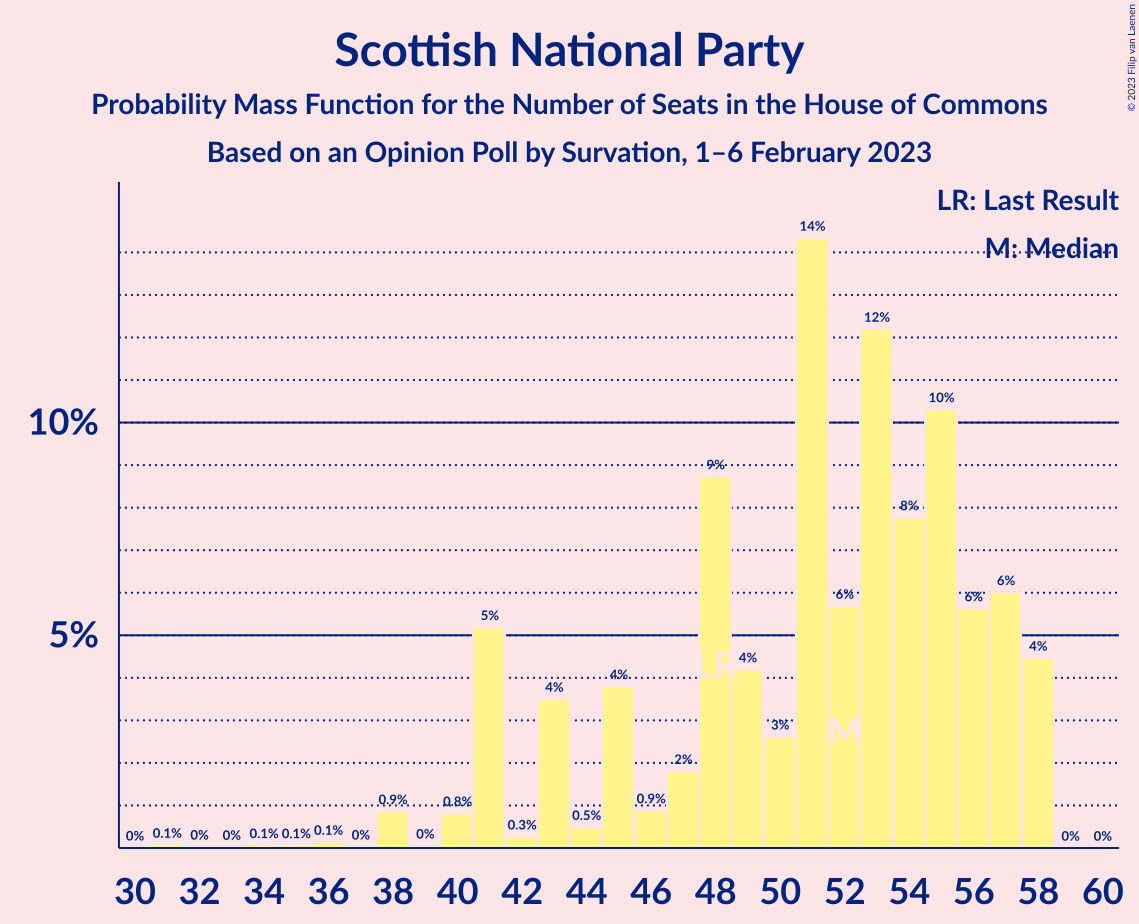 Scottish National Party
Probability Mass Function for the Number of Seats in the House of Commons
Based on an Opinion Poll by Survation, 1–6 February 2023
© 2023 Filip van Laenen
LR: Last Result
M: Median
10%
5%
0% 0.1% 0% 0% 0.1% 0.1% 0.1% 0% 0.9% 0% 0.8% 5% 0.3% 4% 0.5% 4% 0.9% 2% 9% 4% 3% 14% 6% 12% 8% 10% 6% 6% 4% 0% 0%
LR
M
30 32 34 36 38 40 42 44 46 48 50 52 54 56 58 60